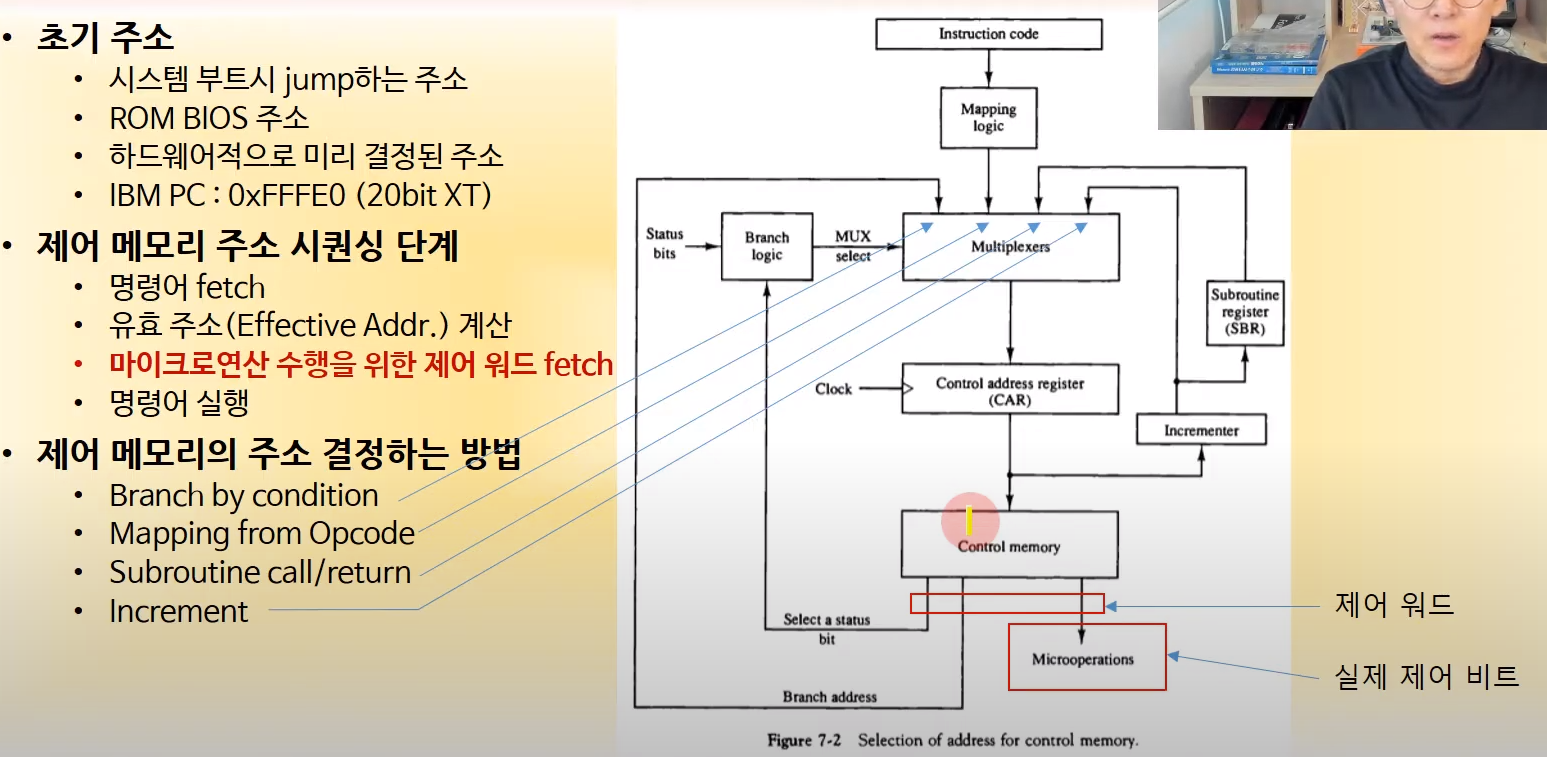 • 초기 주소
• 시스템 부트시 jump하는 주소
• ROM BIOS 주소
• 하드웨어적으로 미리 결정된 주소
• IBM PC : 0xFFFE0 (20bit XT)
• 제어 메모리 주소 시퀀싱 단계
• 명령어 fetch
• 유효 주소(Effective Addr.) 계산
• 마이크로연산 수행을 위한 제어 워드 fetch
• 명령어 실행
• 제어 메모리의 주소 결정하는 방법
• Branch by condition
• Mapping from Opcode
• Subroutine call/return
• Increment
Instruction code
Mapping
logic
Status
bits
Branch
logic
MUX
select
Multiplexers
Subroutine
register
(SBR)
Clock
Control address register
(CAR)
Incrementer
Control memory
제어 워드
Select a status
bit
Microoperations
실제 제어 비트
Branch address
Figure 7-2 Selection of address for control memory.